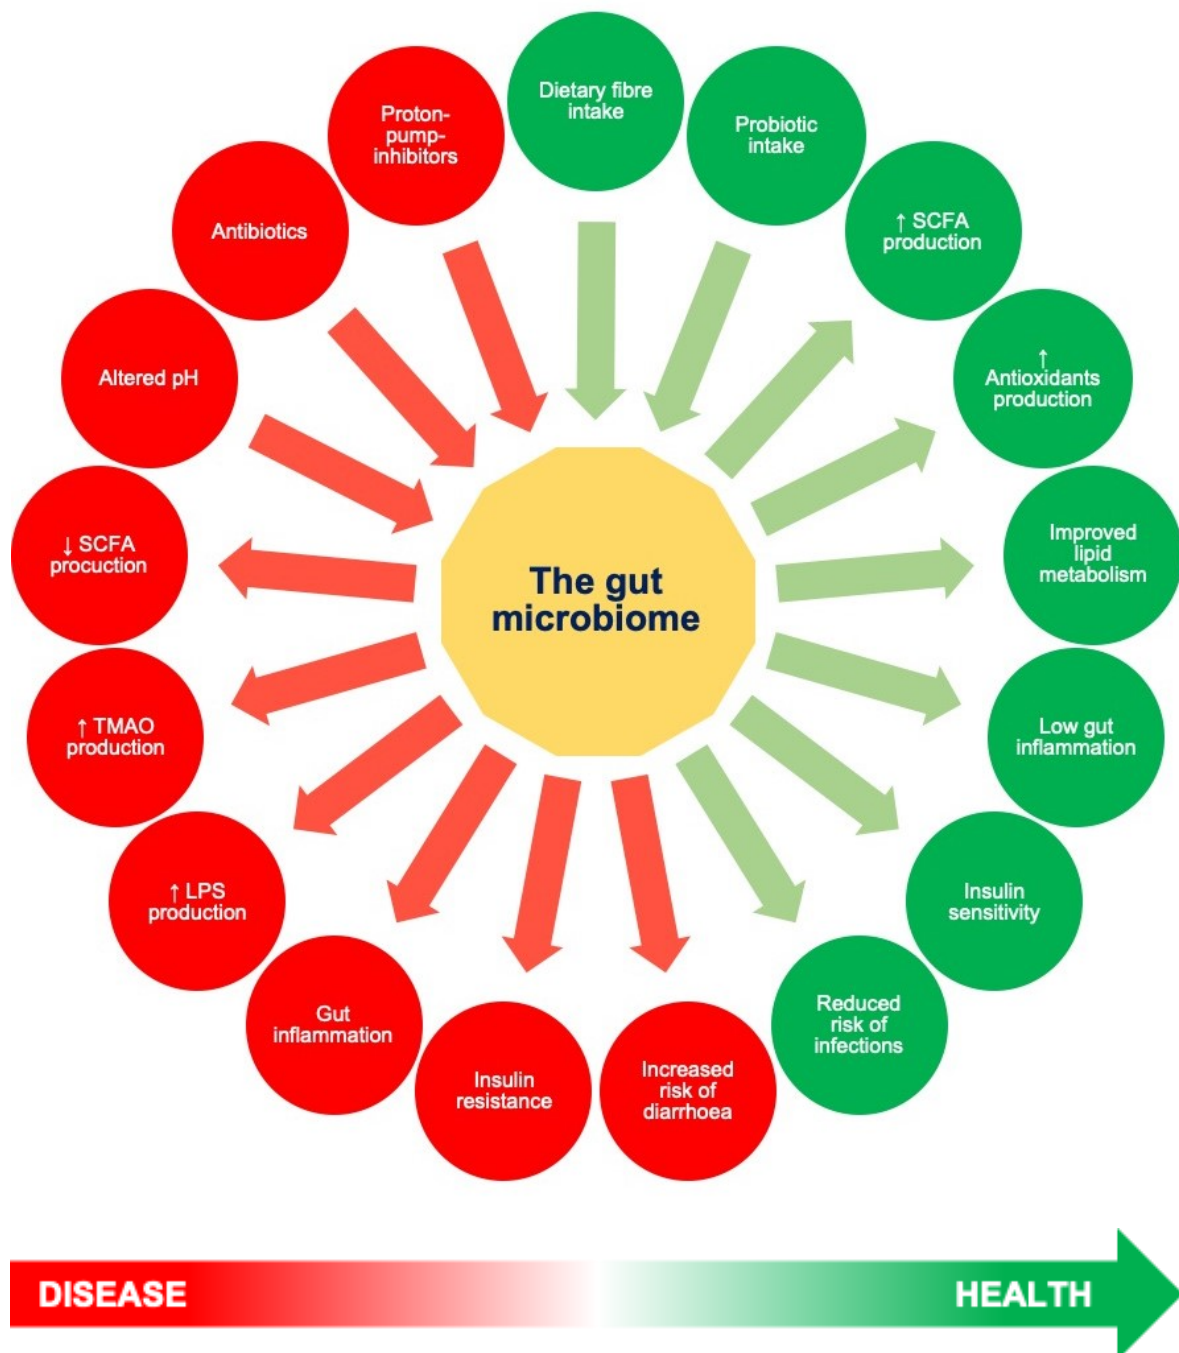 Dietary fibre
intake
Probiotic
intake
↑ SCFA
production
↑
Antioxidants
production
Improved
lipid
metabolism
Low gut
inflammation
Insulin
sensitivity
Reduced
risk of
infections
Increased
risk of
diarrhoea
Insulin
resistance
Gut
inflammation
↑ LPS
production
↑ TMAO
production
↓ SCFA
procuction
Altered pH
Antibiotics
Proton-
pump-
inhibitors
The gut
microbiome
DISEASE
HEALTH